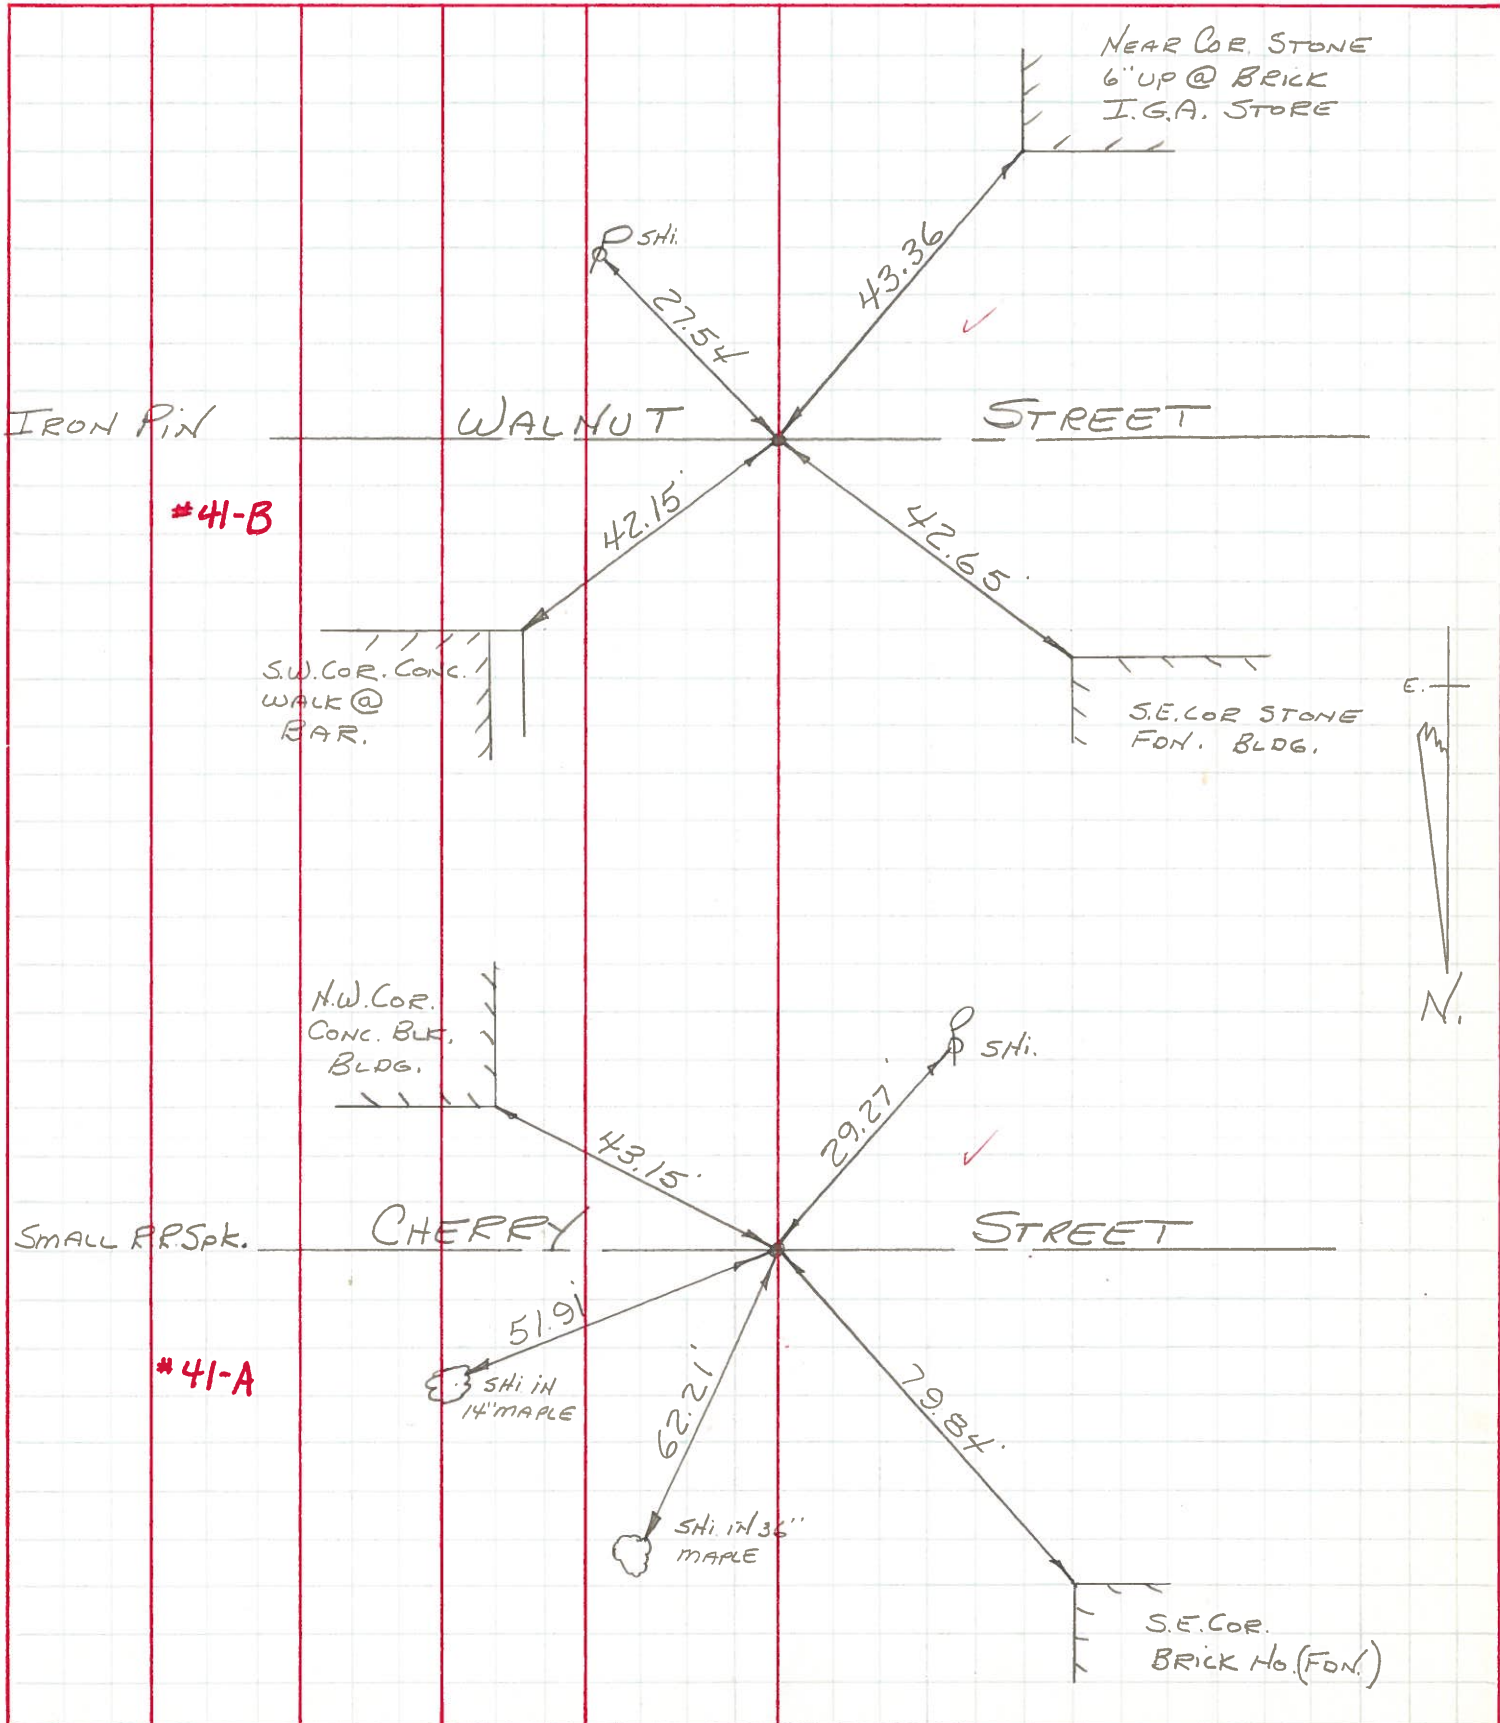 NEAR COR. STONE
6" UP @ BRICK
I.G.A. STORE
SHi.
43.36
27.54
IRON PiN
WALNUT STREET
#41-B
42.15'
42.65'
S.W. COR. CONC.
WALK @
BAR.
S.E. COR STONE
FDN. BLDG.
E.
N.
N.W. COR.
CONC. BLK.
BLDG.
SHi.
29.27'
43.15'
SMALL R.R. SPK.
CHERRY STREET
51.91'
#41-A
SHi iN
14" MAPLE
62.21'
79.84'
SHi. iN 36"
MAPLE
S.E. COR.
BRICK HO. (FDN.)